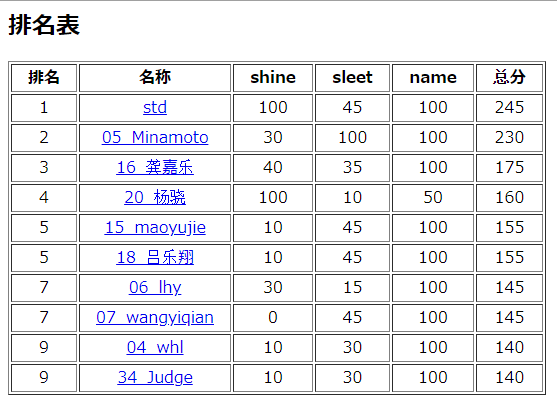 排名表
排名 名称 shine sleet name 总分
1 std 100 45 100 245
2 05_Minamoto 30 100 100 230
3 16_龚嘉乐 40 35 100 175
4 20_杨骁 100 10 50 160
5 15_maoyujie 10 45 100 155
5 18_吕乐翔 10 45 100 155
7 06_lhy 30 15 100 145
7 07_wangyiqian 0 45 100 145
9 04_whl 10 30 100 140
9 34_Judge 10 30 100 140